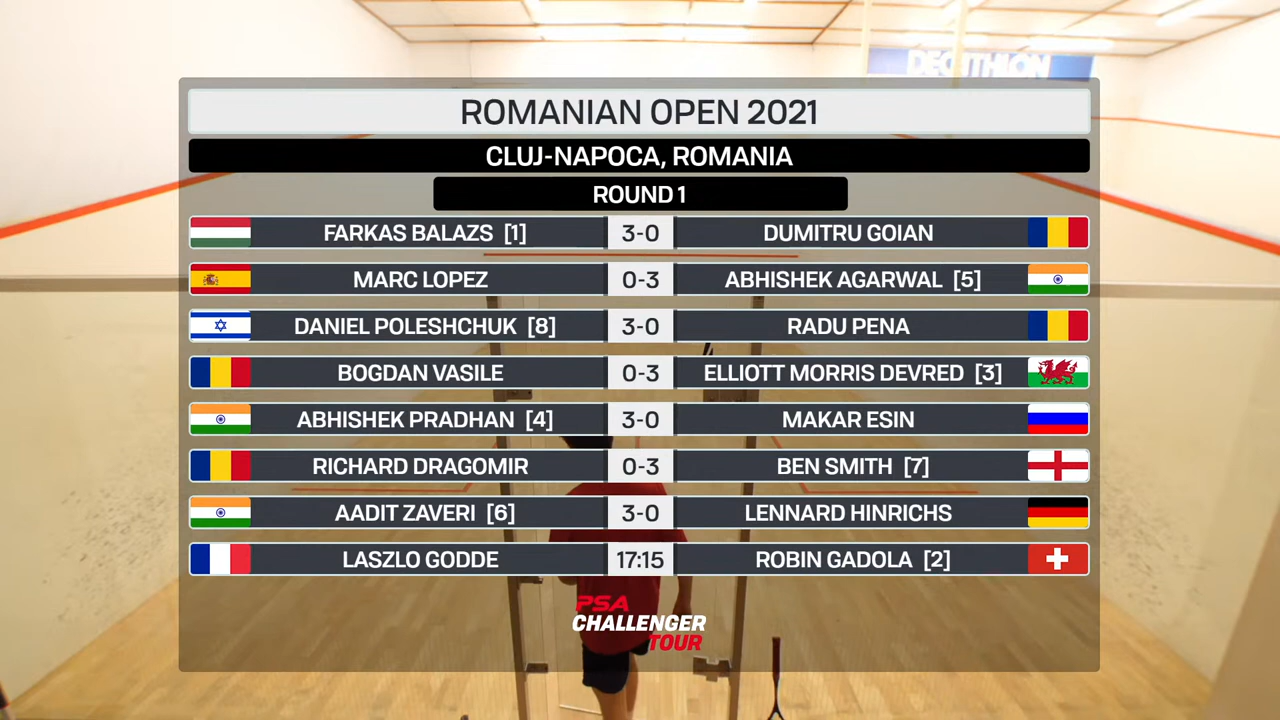 DECATHLON
ROMANIAN OPEN 2021
CLUJ-NAPOCA, ROMANIA
ROUND 1
FARKAS BALAZS [1] 3-0 DUMITRU GOIAN
MARC LOPEZ 0-3 ABHISHEK AGARWAL [5]
DANIEL POLESHCHUK [8] 3-0 RADU PENA
BOGDAN VASILE 0-3 ELLIOTT MORRIS DEVRED [3]
ABHISHEK PRADHAN [4] 3-0 MAKAR ESIN
RICHARD DRAGOMIR 0-3 BEN SMITH [7]
AADIT ZAVERI [6] 3-0 LENNARD HINRICHS
LASZLO GODDE 17:15 ROBIN GADOLA [2]
PSA
CHALLENGER
TOUR